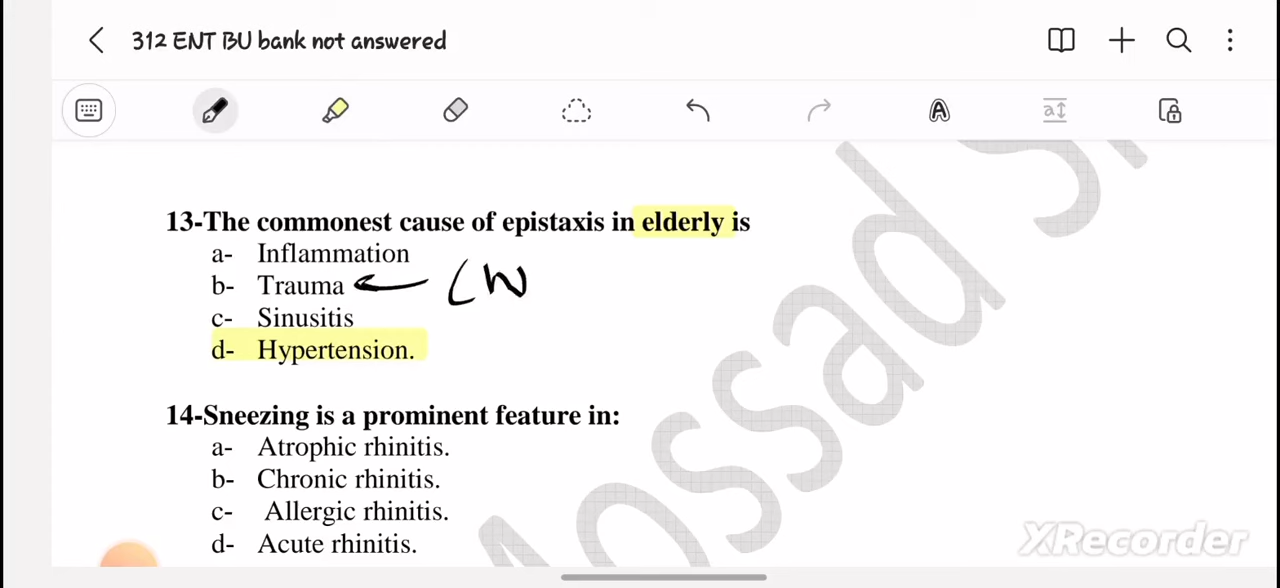 312 ENT BU bank not answered
13-The commonest cause of epistaxis in elderly is
a- Inflammation
b- Trauma
c- Sinusitis
d- Hypertension.
14-Sneezing is a prominent feature in:
a- Atrophic rhinitis.
b- Chronic rhinitis.
c- Allergic rhinitis.
d- Acute rhinitis.
Mossad
XRecorder